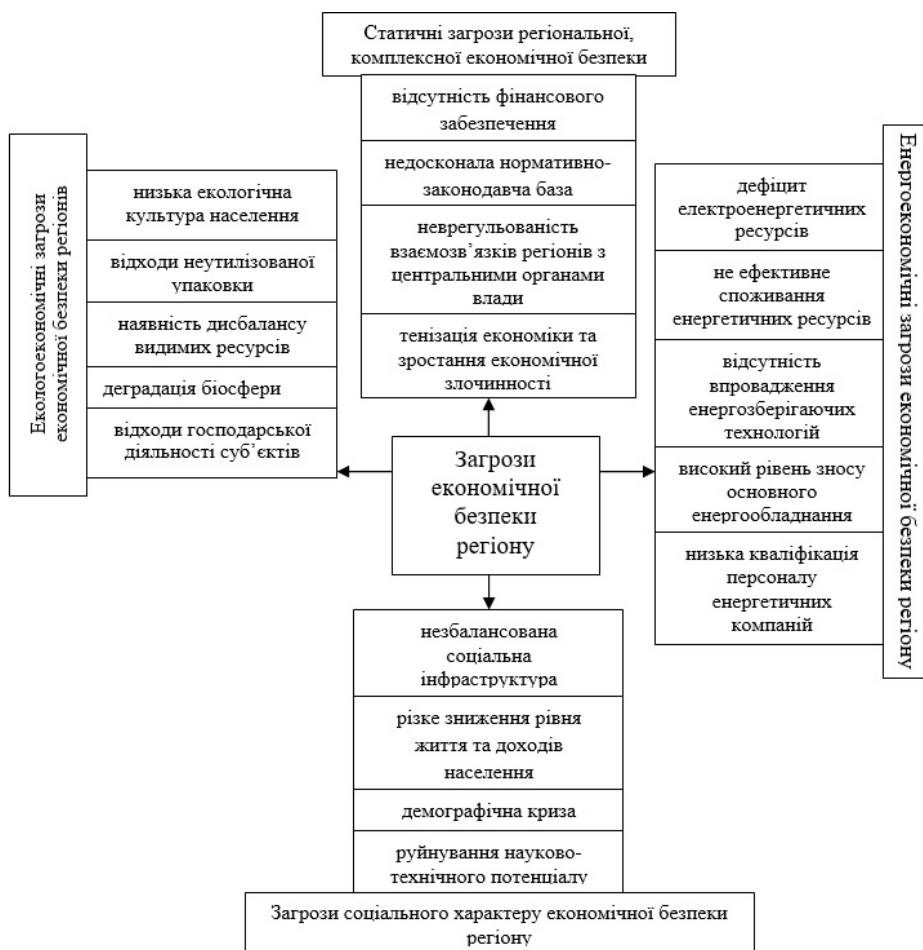 Статичні загрози регіональної,
комплексної економічної безпеки
відсутність фінансового
забезпечення
недосконала нормативно-
законодавча база
неврегульованість
взаємозв’язків регіонів з
центральними органами
влади
тенізація економіки та
зростання економічної
злочинності
Екологоекономічні загрози
економічної безпеки регіонів
низька екологічна
культура населення
відходи неутилізованої
упаковки
наявність дисбалансу
видимих ресурсів
деградація біосфери
відходи господарської
діяльності суб’єктів
Загрози
економічної
безпеки
регіону
Енергоекономічні загрози економічної безпеки регіону
дефіцит
електроенергетичних
ресурсів
не ефективне
споживання
енергетичних ресурсів
відсутність
впровадження
енергозберігаючих
технологій
високий рівень зносу
основного
енергообладнання
низька кваліфікація
персоналу
енергетичних
компаній
незбалансована
соціальна
інфраструктура
різке зниження рівня
життя та доходів
населення
демографічна криза
руйнування науково-
технічного потенціалу
Загрози соціального характеру економічної безпеки
регіону